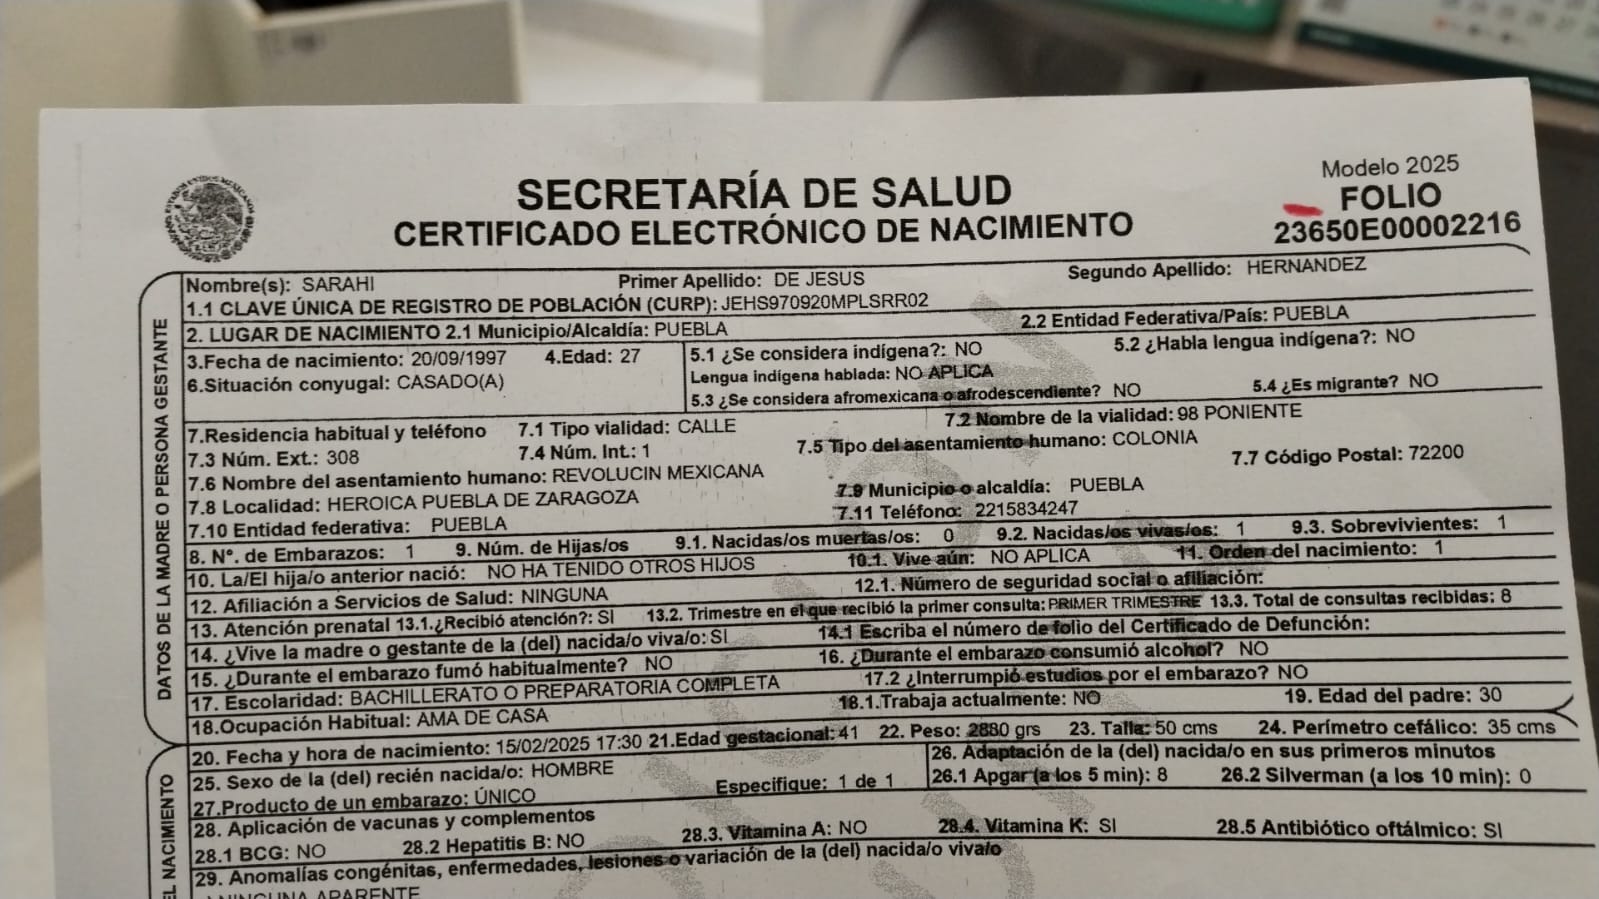 Modelo 2025
SECRETARÍA DE SALUD
FOLIO
CERTIFICADO ELECTRÓNICO DE NACIMIENTO
23650E00002216
DATOS DE LA MADRE O PERSONA GESTANTE
Nombre(s): SARAHI Primer Apellido: DE JESUS Segundo Apellido: HERNANDEZ
1.1 CLAVE ÚNICA DE REGISTRO DE POBLACIÓN (CURP): JEHS970920MPLSRR02
2. LUGAR DE NACIMIENTO 2.1 Municipio/Alcaldía: PUEBLA 2.2 Entidad Federativa/País: PUEBLA
3.Fecha de nacimiento: 20/09/1997 4.Edad: 27 5.1 ¿Se considera indígena?: NO 5.2 ¿Habla lengua indígena?: NO
6.Situación conyugal: CASADO(A) Lengua indígena hablada: NO APLICA
5.3 ¿Se considera afromexicana o afrodescendiente? NO 5.4 ¿Es migrante? NO
7.Residencia habitual y teléfono 7.1 Tipo vialidad: CALLE 7.2 Nombre de la vialidad: 98 PONIENTE
7.3 Núm. Ext.: 308 7.4 Núm. Int.: 1 7.5 Tipo del asentamiento humano: COLONIA
7.6 Nombre del asentamiento humano: REVOLUCIN MEXICANA 7.7 Código Postal: 72200
7.8 Localidad: HEROICA PUEBLA DE ZARAGOZA 7.9 Municipio o alcaldía: PUEBLA
7.10 Entidad federativa: PUEBLA 7.11 Teléfono: 2215834247
8. N°. de Embarazos: 1 9. Núm. de Hijas/os 9.1. Nacidas/os muertas/os: 0 9.2. Nacidas/os vivas/os: 1 9.3. Sobrevivientes: 1
10. La/El hija/o anterior nació: NO HA TENIDO OTROS HIJOS 10.1. Vive aún: NO APLICA 11. Orden del nacimiento: 1
12. Afiliación a Servicios de Salud: NINGUNA 12.1. Número de seguridad social o afiliación:
13. Atención prenatal 13.1.¿Recibió atención?: SI 13.2. Trimestre en el que recibió la primer consulta: PRIMER TRIMESTRE 13.3. Total de consultas recibidas: 8
14. ¿Vive la madre o gestante de la (del) nacida/o viva/o: SI 14.1 Escriba el número de folio del Certificado de Defunción:
15. ¿Durante el embarazo fumó habitualmente? NO 16. ¿Durante el embarazo consumió alcohol? NO
17. Escolaridad: BACHILLERATO O PREPARATORIA COMPLETA 17.2 ¿Interrumpió estudios por el embarazo? NO
18.Ocupación Habitual: AMA DE CASA 18.1.Trabaja actualmente: NO 19. Edad del padre: 30
EL NACIMIENTO
20. Fecha y hora de nacimiento: 15/02/2025 17:30 21.Edad gestacional: 41 22. Peso: 2880 grs 23. Talla: 50 cms 24. Perímetro cefálico: 35 cms
25. Sexo de la (del) recién nacida/o: HOMBRE 26. Adaptación de la (del) nacida/o en sus primeros minutos
27.Producto de un embarazo: ÚNICO Especifique: 1 de 1 26.1 Apgar (a los 5 min): 8 26.2 Silverman (a los 10 min): 0
28. Aplicación de vacunas y complementos
28.1 BCG: NO 28.2 Hepatitis B: NO 28.3. Vitamina A: NO 28.4. Vitamina K: SI 28.5 Antibiótico oftálmico: SI
29. Anomalías congénitas, enfermedades, lesiones o variación de la (del) nacida/o viva/o
NINGUNA APARENTE